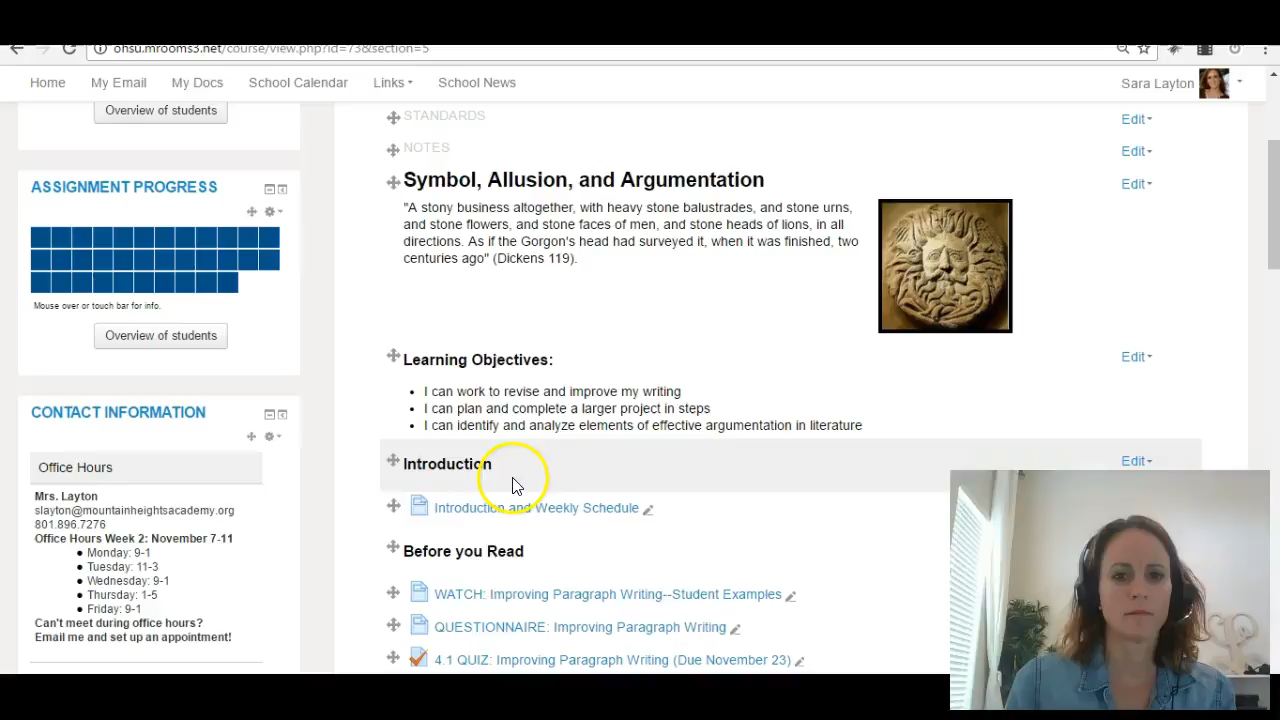 ohsu.mrooms3.net/course/view.php?id=73&section=5
Home My Email My Docs School Calendar Links School News
Sara Layton
Overview of students
ASSIGNMENT PROGRESS
Mouse over or touch bar for info.
Overview of students
CONTACT INFORMATION
Office Hours
Mrs. Layton
slayton@mountainheightsacademy.org
801.896.7276
Office Hours Week 2: November 7-11
• Monday: 9-1
• Tuesday: 11-3
• Wednesday: 9-1
• Thursday: 1-5
• Friday: 9-1
Can't meet during office hours?
Email me and set up an appointment!
STANDARDS Edit
NOTES Edit
Symbol, Allusion, and Argumentation Edit
"A stony business altogether, with heavy stone balustrades, and stone urns,
and stone flowers, and stone faces of men, and stone heads of lions, in all
directions. As if the Gorgon's head had surveyed it, when it was finished, two
centuries ago" (Dickens 119).
Learning Objectives: Edit
• I can work to revise and improve my writing
• I can plan and complete a larger project in steps
• I can identify and analyze elements of effective argumentation in literature
Introduction Edit
Introduction and Weekly Schedule
Before you Read
WATCH: Improving Paragraph Writing--Student Examples
QUESTIONNAIRE: Improving Paragraph Writing
4.1 QUIZ: Improving Paragraph Writing (Due November 23)